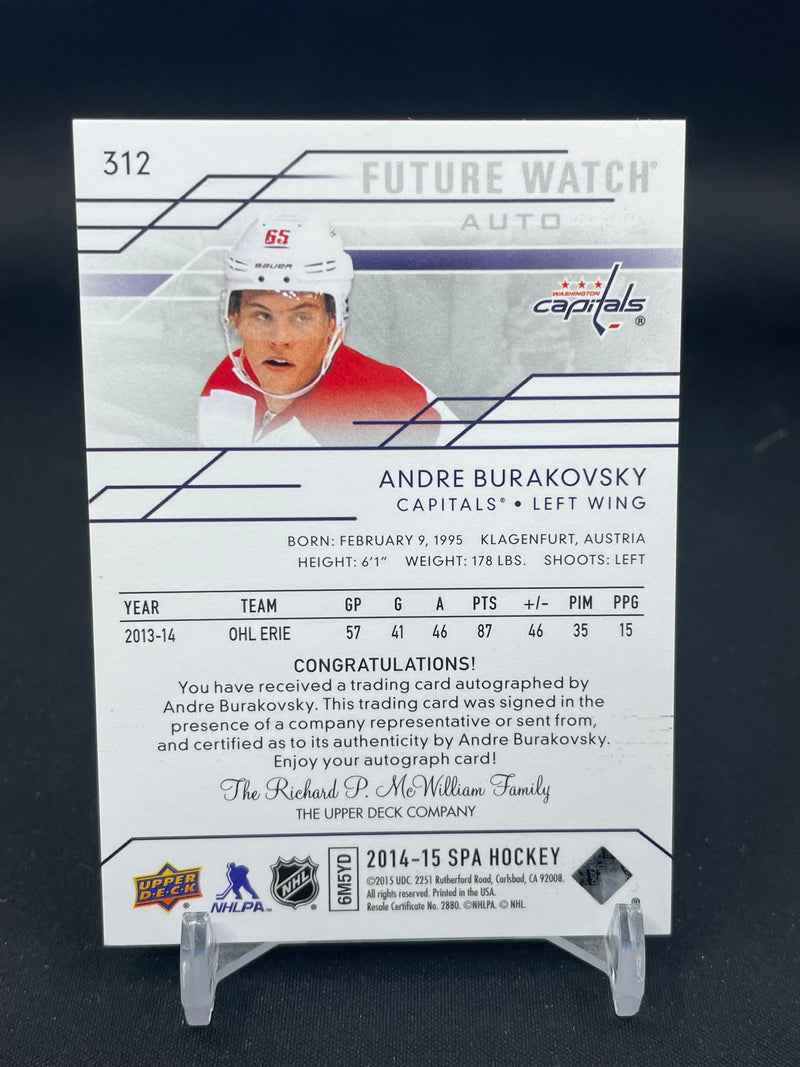 312
FUTURE WATCH®
AUTO
65
BAUER
WASHINGTON
capitals®
ANDRE BURAKOVSKY
CAPITALS® • LEFT WING
BORN: FEBRUARY 9, 1995 KLAGENFURT, AUSTRIA
HEIGHT: 6'1" WEIGHT: 178 LBS. SHOOTS: LEFT
YEAR TEAM GP G A PTS +/- PIM PPG
2013-14 OHL ERIE 57 41 46 87 46 35 15
CONGRATULATIONS!
You have received a trading card autographed by
Andre Burakovsky. This trading card was signed in the
presence of a company representative or sent from,
and certified as to its authenticity by Andre Burakovsky.
Enjoy your autograph card!
The Richard P. McWilliam Family
THE UPPER DECK COMPANY
UPPER
D·E·C·K®
NHLPA™
NHL®
6M5YD
2014-15 SPA HOCKEY
©2015 UDC. 2251 Rutherford Road, Carlsbad, CA 92008.
All rights reserved. Printed in the USA.
Resale Certificate No. 2880. ©NHLPA. © NHL.